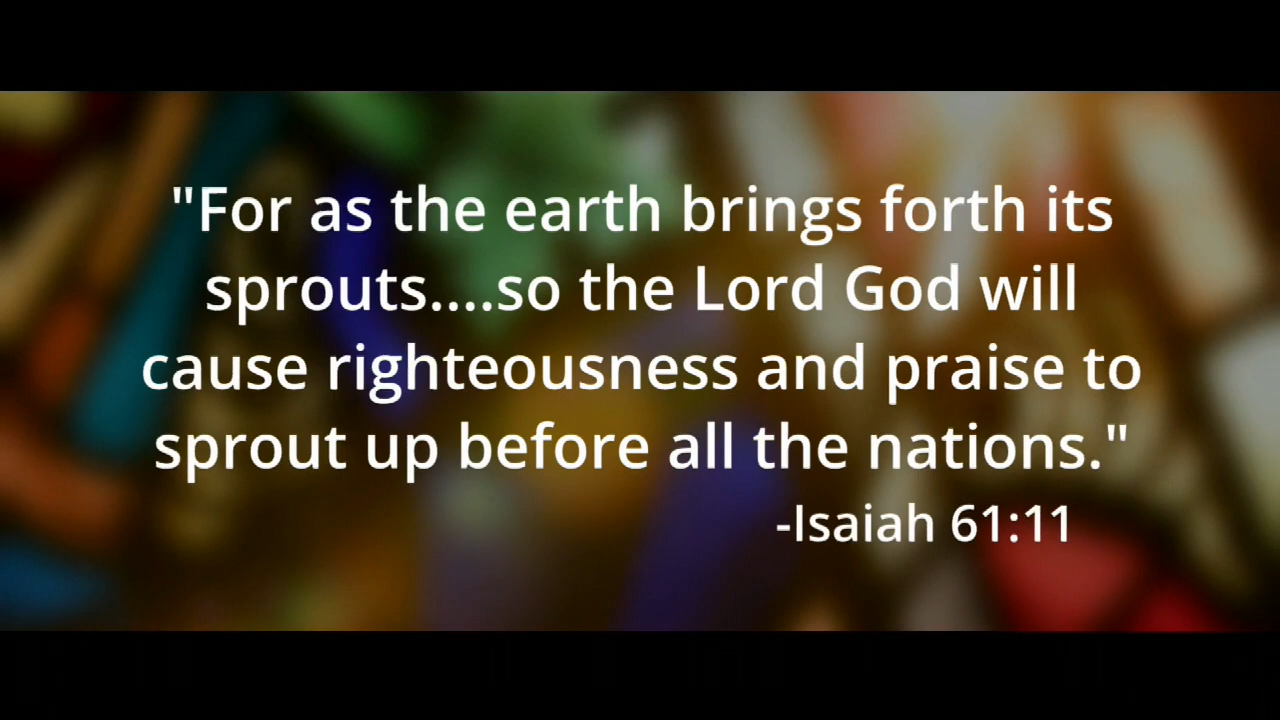 "For as the earth brings forth its
sprouts....so the Lord God will
cause righteousness and praise to
sprout up before all the nations."
-Isaiah 61:11